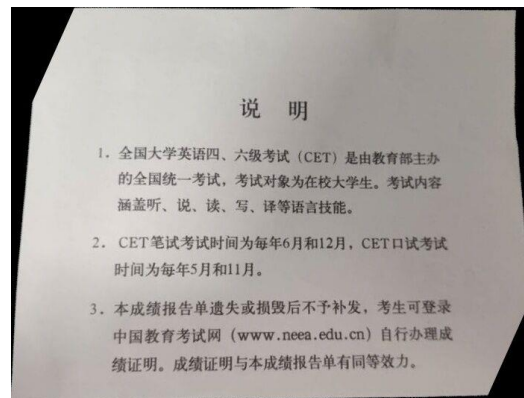 说 明
1. 全国大学英语四、六级考试（CET）是由教育部主办
的全国统一考试，考试对象为在校大学生。考试内容
涵盖听、说、读、写、译等语言技能。
2. CET笔试考试时间为每年6月和12月，CET口试考试
时间为每年5月和11月。
3. 本成绩报告单遗失或损毁后不予补发，考生可登录
中国教育考试网（www.neea.edu.cn）自行办理成
绩证明。成绩证明与本成绩报告单有同等效力。